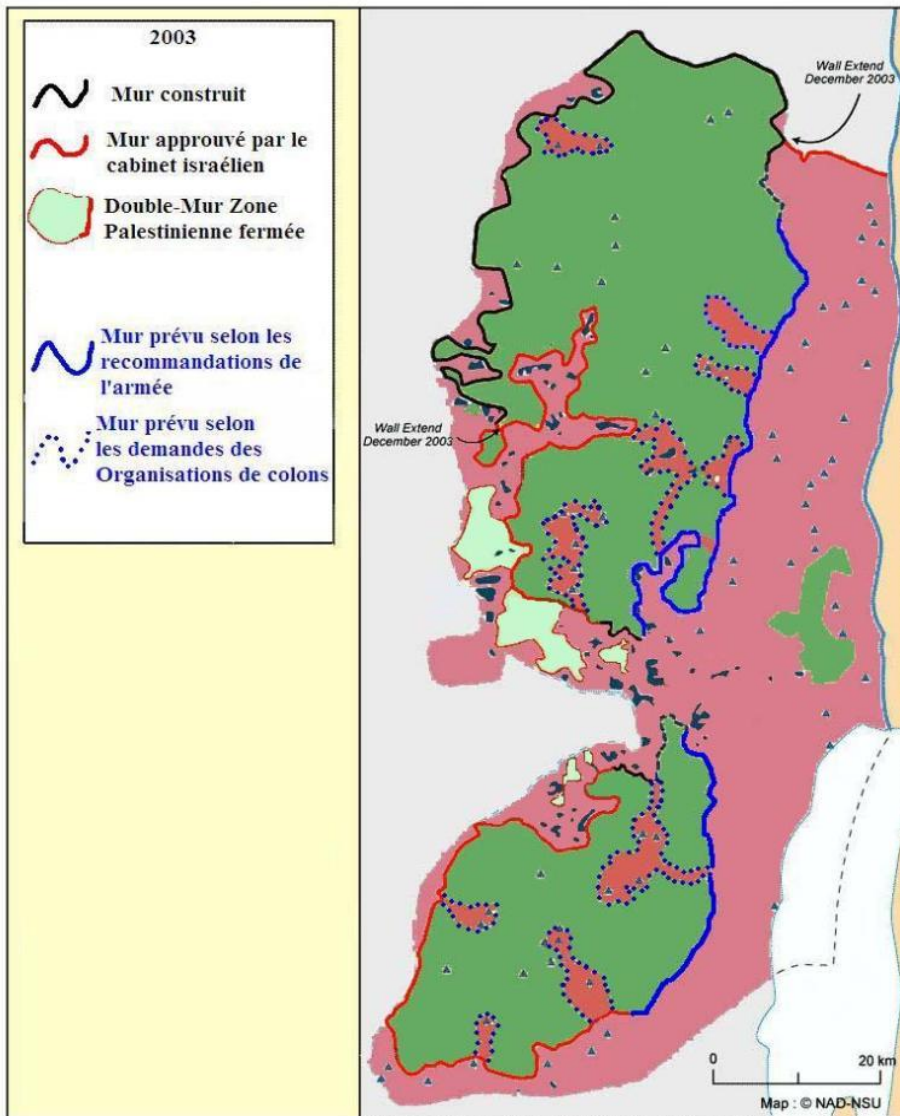 2003
Mur construit
Mur approuvé par le
cabinet israélien
Double-Mur Zone
Palestinienne fermée
Mur prévu selon les
recommandations de
l'armée
Mur prévu selon
les demandes des
Organisations de colons
Wall Extend
December 2003
Wall Extend
December 2003
0
20 km
Map : © NAD-NSU